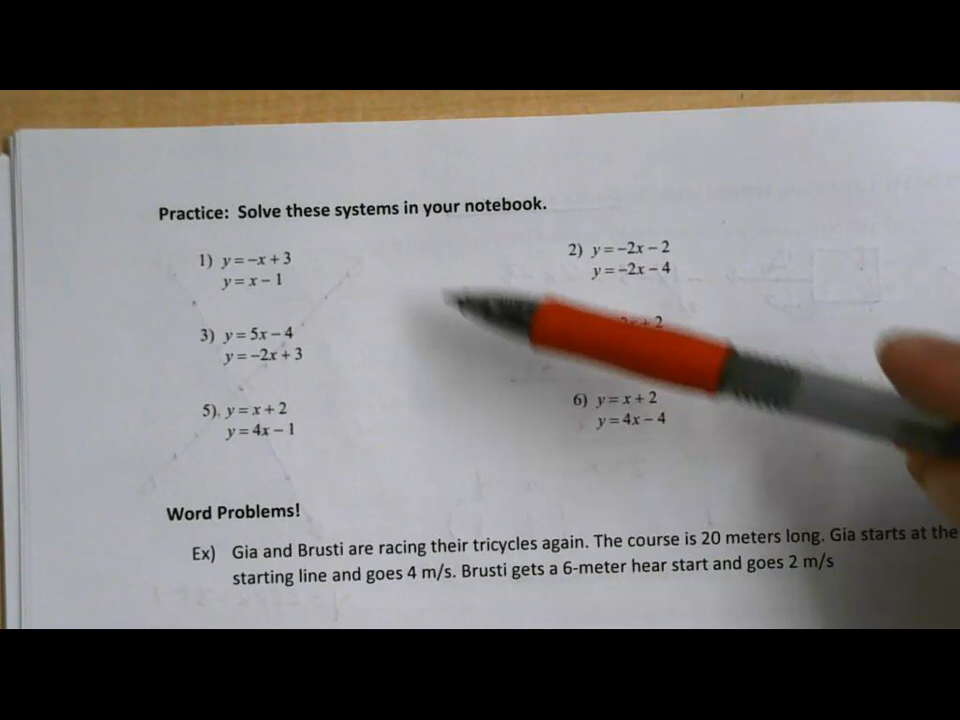 Practice: Solve these systems in your notebook.
1) y = -x + 3
y = x - 1
2) y = -2x - 2
y = -2x - 4
3) y = 5x - 4
y = -2x + 3
2x + 2
5). y = x + 2
y = 4x - 1
6) y = x + 2
y = 4x - 4
Word Problems!
Ex) Gia and Brusti are racing their tricycles again. The course is 20 meters long. Gia starts at the
starting line and goes 4 m/s. Brusti gets a 6-meter hear start and goes 2 m/s